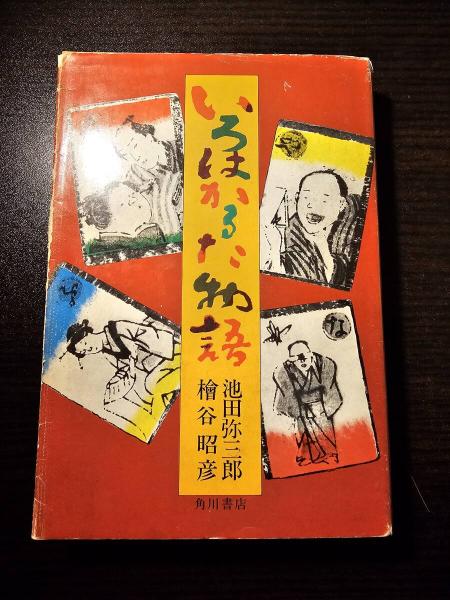 いろはかるた物語
池田弥三郎
檜谷昭彦
角川書店